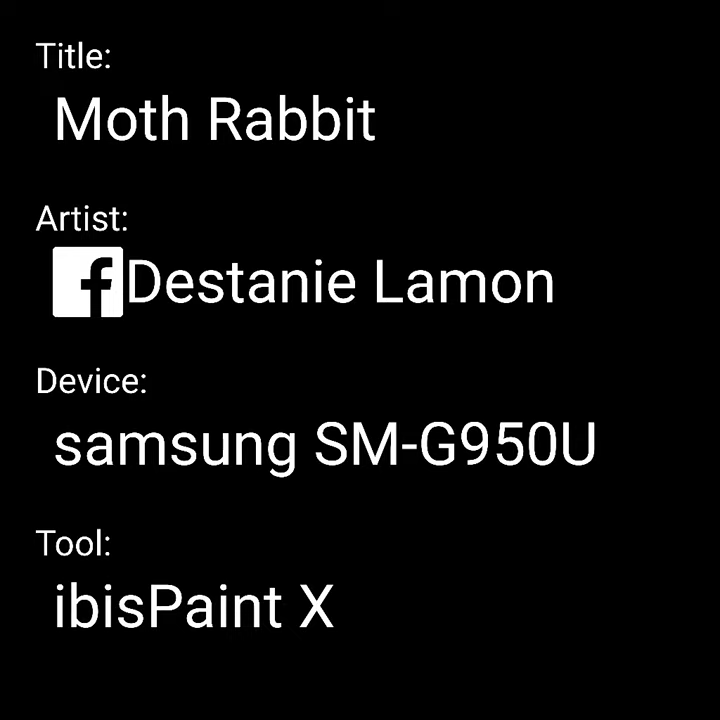 Title:
Moth Rabbit
Artist:
Destanie Lamon
Device:
samsung SM-G950U
Tool:
ibisPaint X